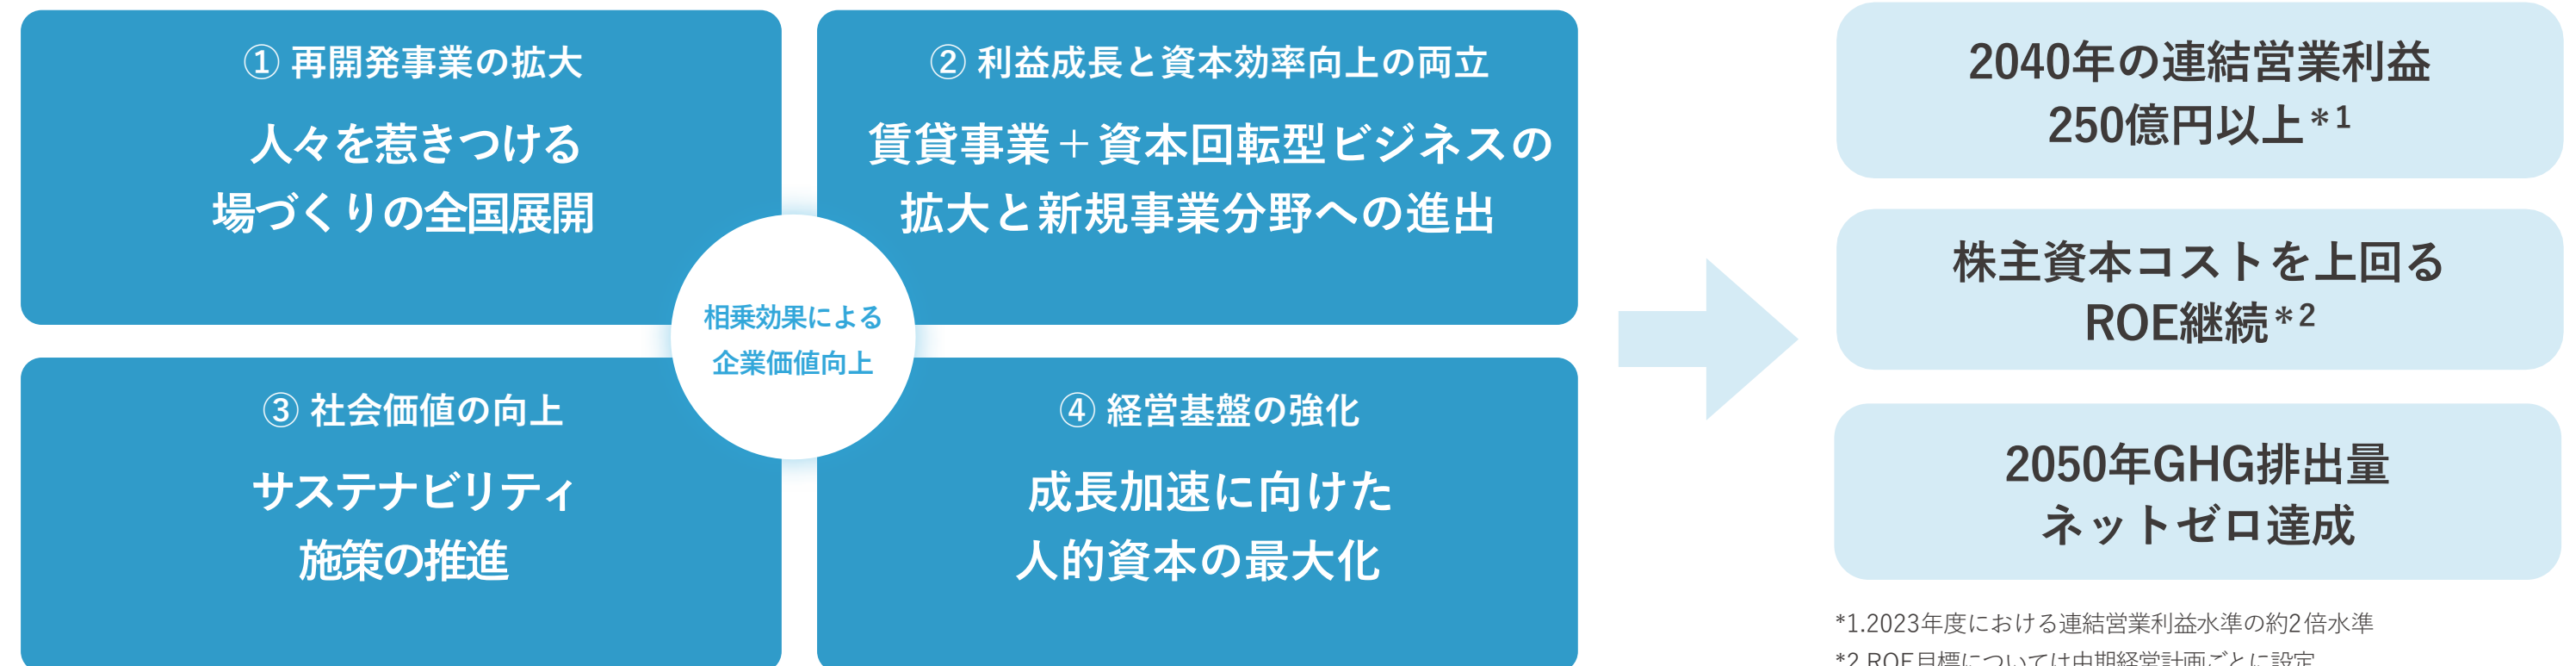 ① 再開発事業の拡大
人々を惹きつける
場づくりの全国展開
② 利益成長と資本効率向上の両立
賃貸事業＋資本回転型ビジネスの
拡大と新規事業分野への進出
相乗効果による
企業価値向上
③ 社会価値の向上
サステナビリティ
施策の推進
④ 経営基盤の強化
成長加速に向けた
人的資本の最大化
2040年の連結営業利益
250億円以上*1
株主資本コストを上回る
ROE継続*2
2050年GHG排出量
ネットゼロ達成
*1.2023年度における連結営業利益水準の約2倍水準
*2.ROE目標については中期経営計画ごとに設定